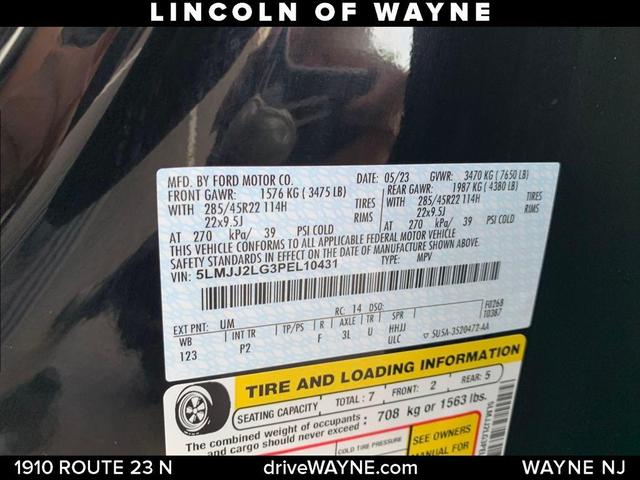 LINCOLN OF WAYNE
MFD. BY FORD MOTOR CO. DATE: 05/23 GVWR: 3470 KG ( 7650 LB)
FRONT GAWR: 1576 KG ( 3475 LB) REAR GAWR: 1987 KG ( 4380 LB)
WITH 285/45R22 114H TIRES WITH 285/45R22 114H TIRES
22x9.5J RIMS 22x9.5J RIMS
AT 270 kPa/ 39 PSI COLD AT 270 kPa/ 39 PSI COLD
THIS VEHICLE CONFORMS TO ALL APPLICABLE FEDERAL MOTOR VEHICLE
SAFETY STANDARDS IN EFFECT ON THE DATE OF MANUFACTURE SHOWN ABOVE.
VIN: 5LMJJ2LG3PEL10431 TYPE: MPV
EXT PNT: UM RC: 14 DSO: F0268
WB INT TR TP/PS R AXLE TR SPR 10387
123 P2 F 3L U HHJJ
ULC 5U5A-3520472-AA
TIRE AND LOADING INFORMATION
SEATING CAPACITY TOTAL : 7 FRONT: 2 REAR: 5
The combined weight of occupants 708 kg or 1563 lbs.
and cargo should never exceed :
COLD TIRE PRESSURE
SEE OWNERS
1910 ROUTE 23 N driveWAYNE.com WAYNE NJ